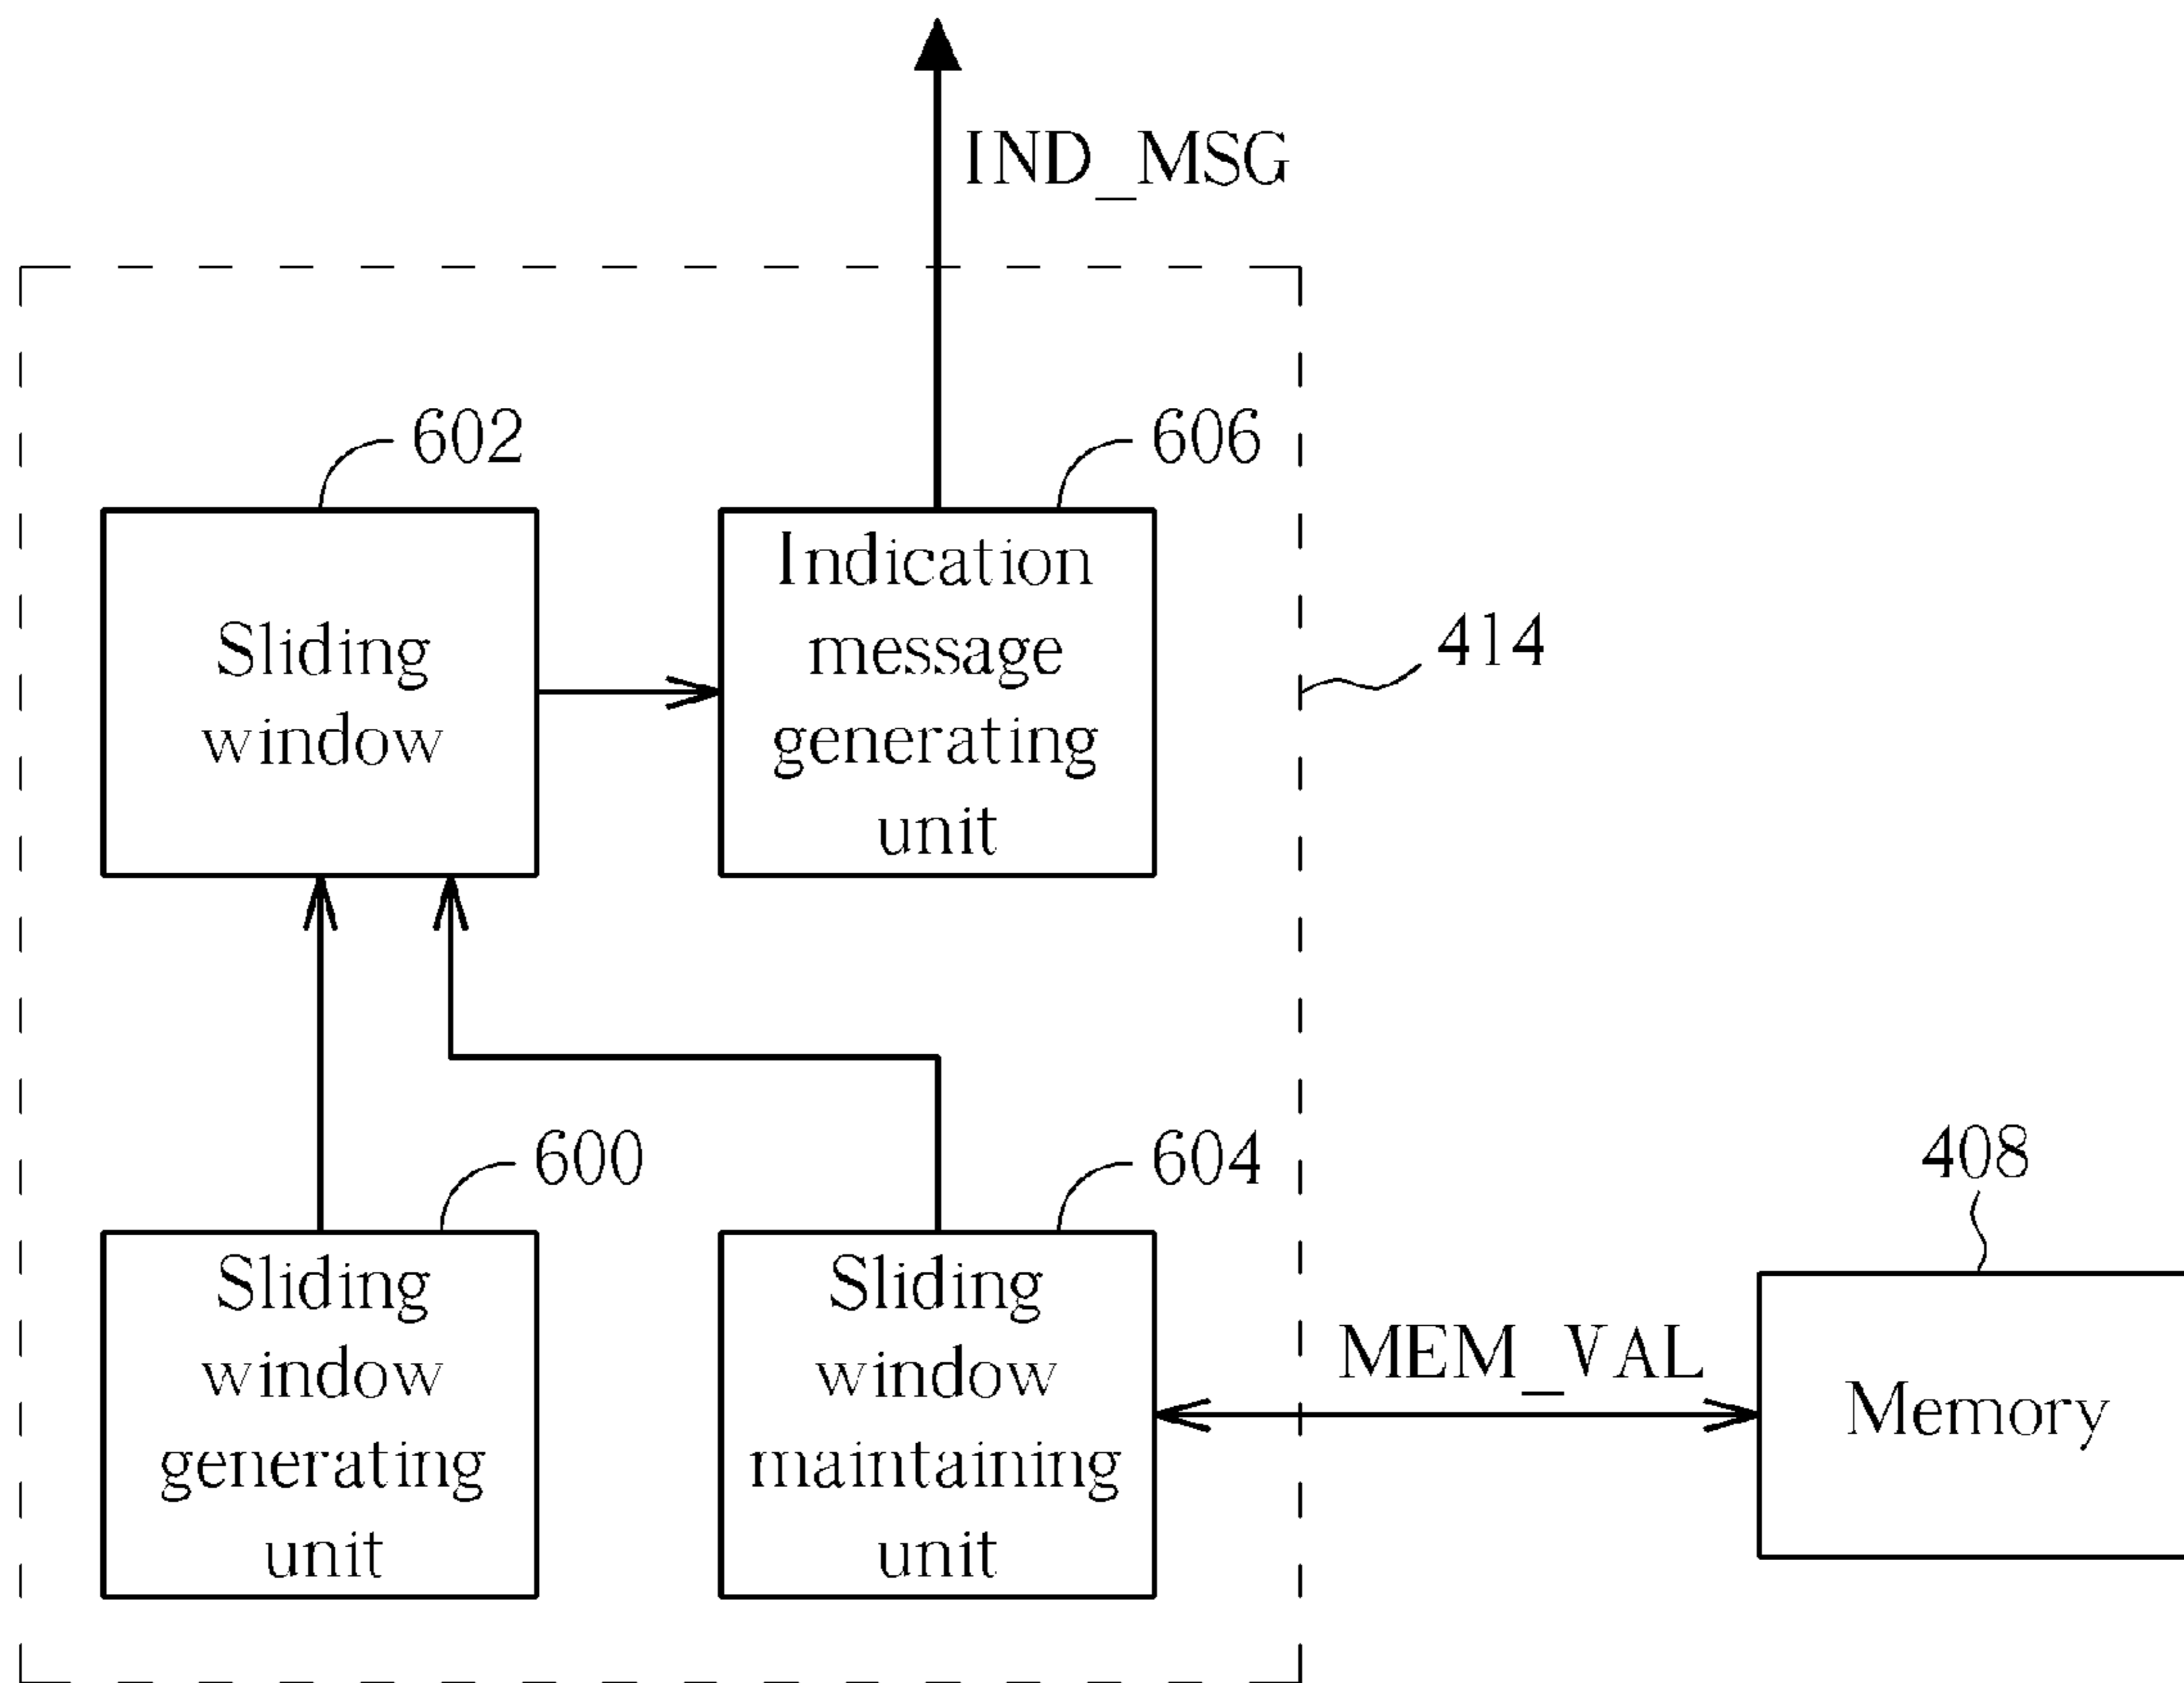 IND_MSG
602
606
Sliding
window
Indication
message
generating
unit
414
600
604
408
Sliding
window
generating
unit
Sliding
window
maintaining
unit
MEM_VAL
Memory